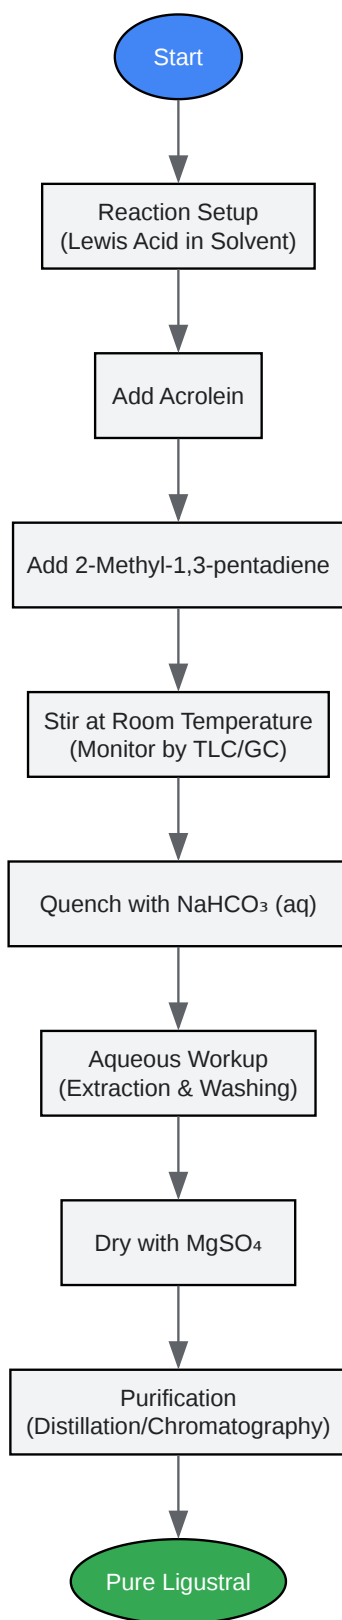 Start
Reaction Setup
(Lewis Acid in Solvent)
Add Acrolein
Add 2-Methyl-1,3-pentadiene
Stir at Room Temperature
(Monitor by TLC/GC)
Quench with NaHCO₃ (aq)
Aqueous Workup
(Extraction & Washing)
Dry with MgSO₄
Purification
(Distillation/Chromatography)
Pure Ligustral